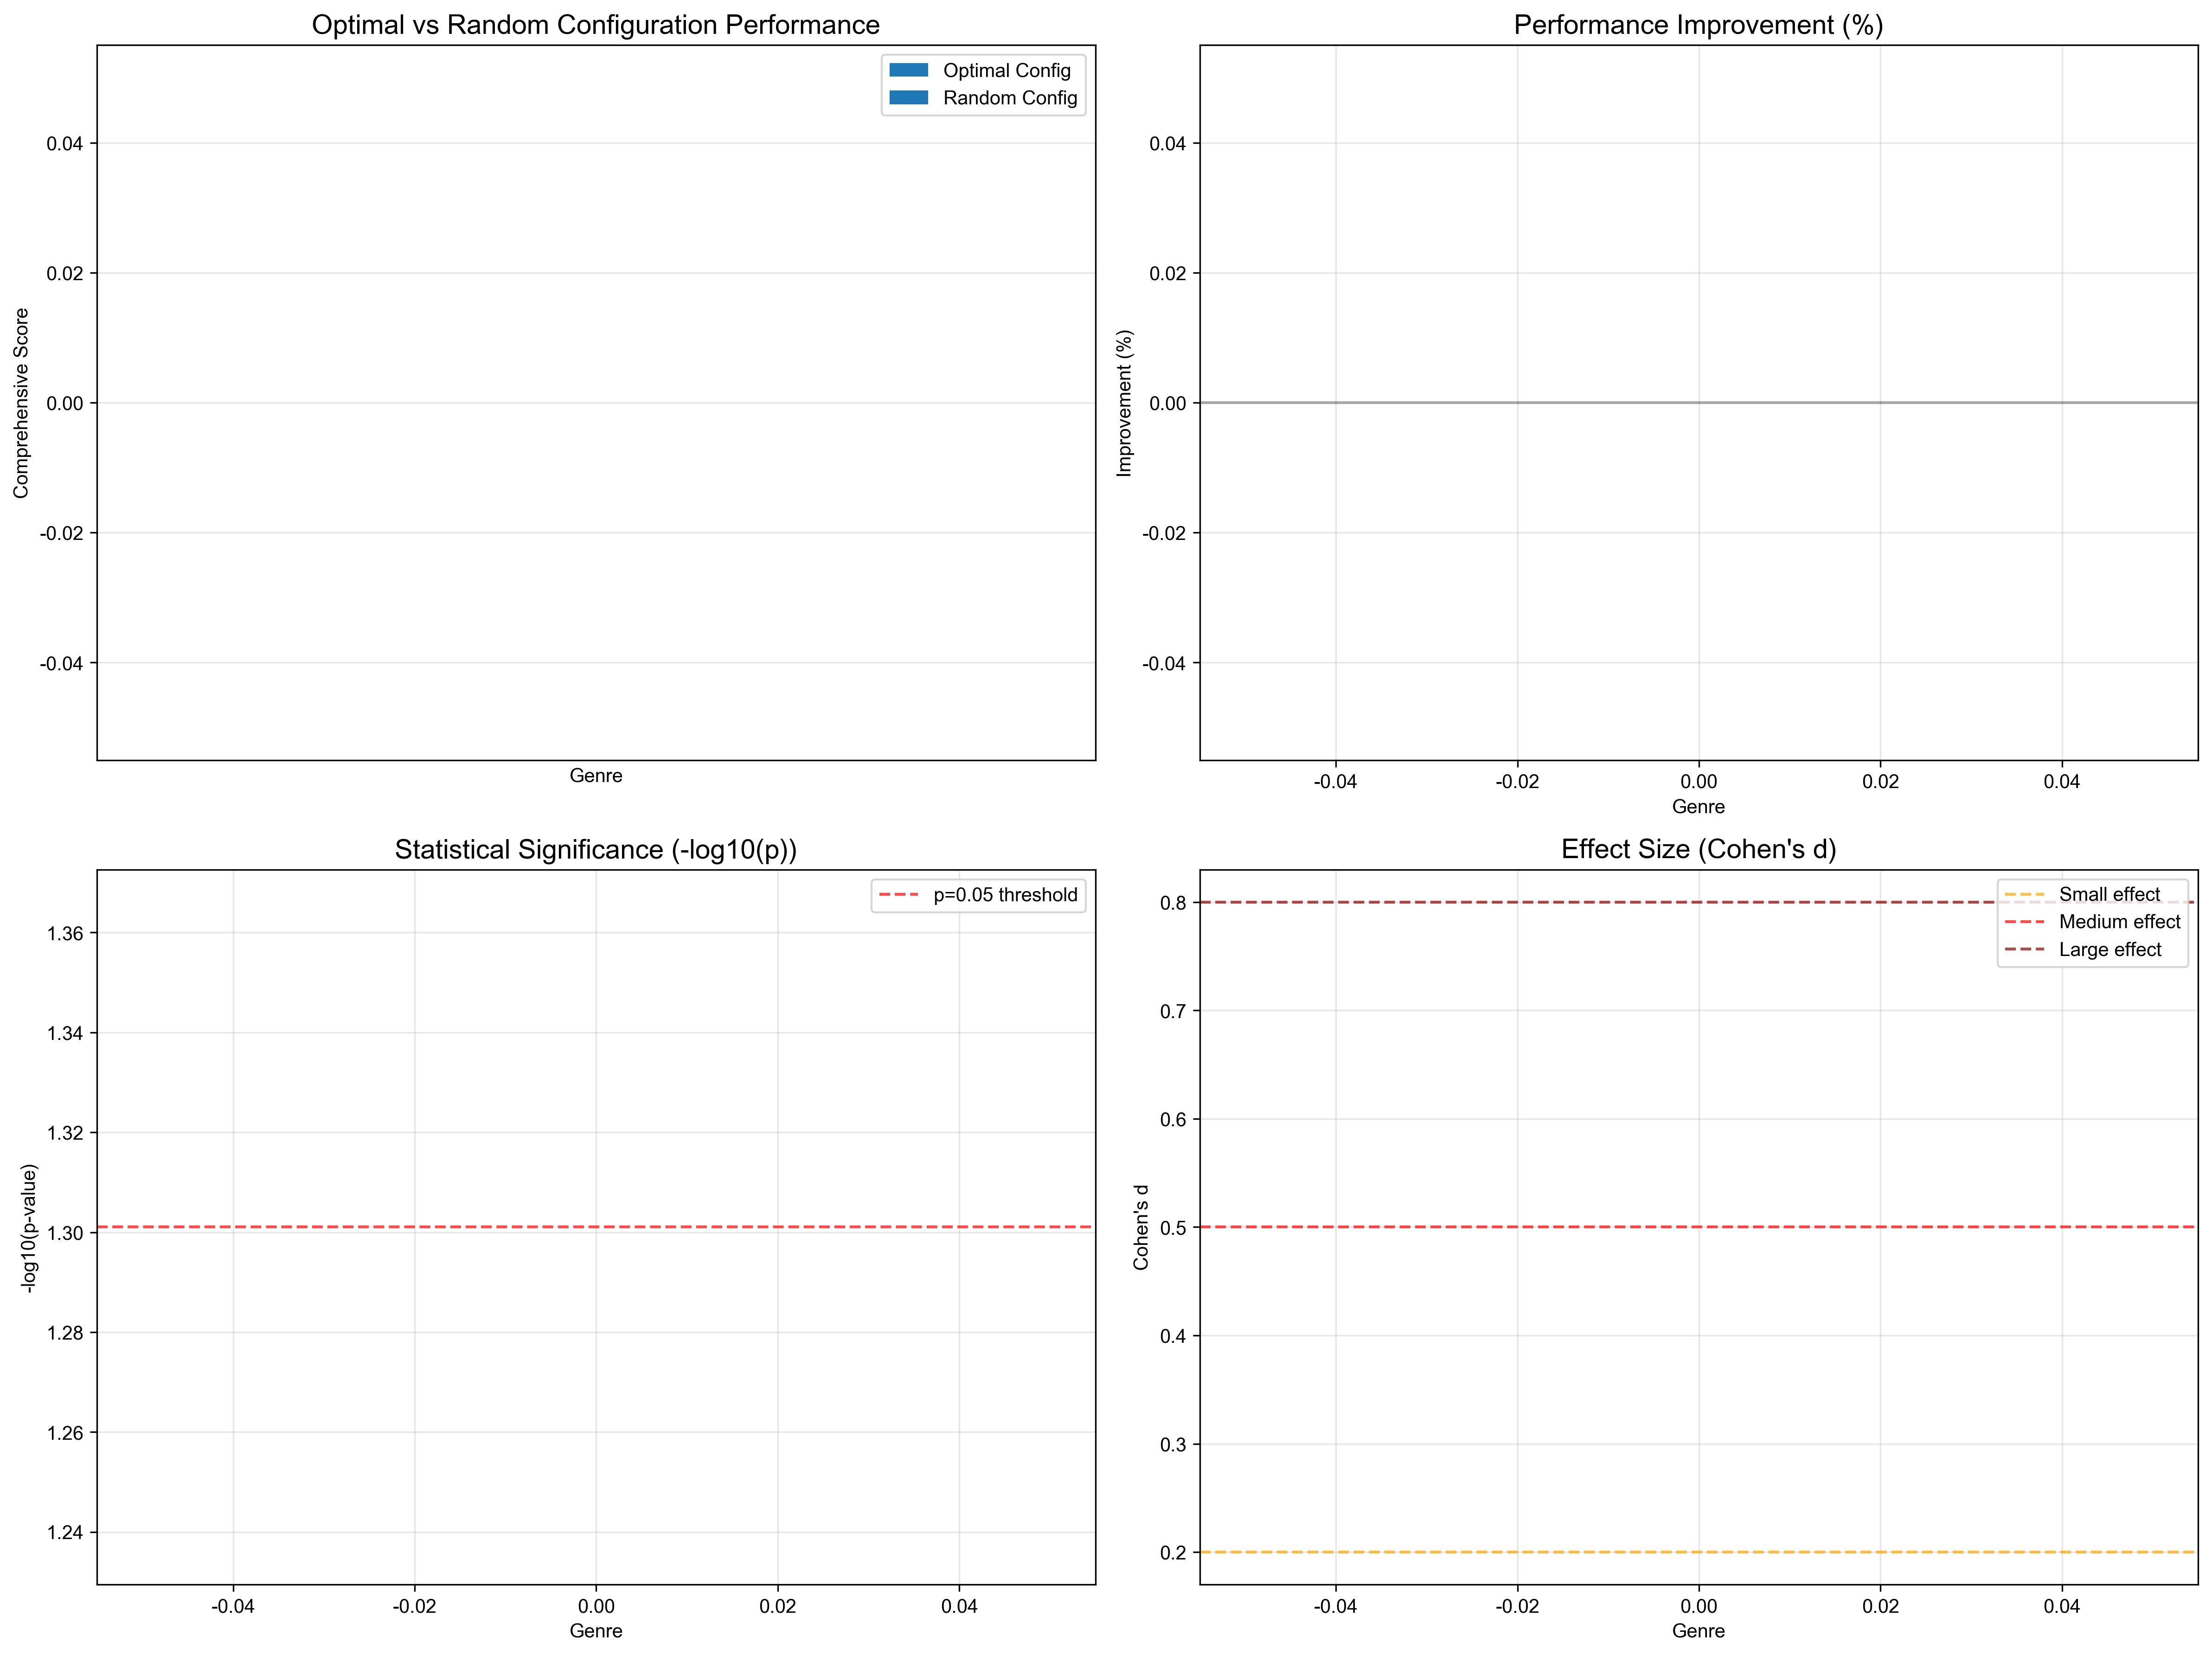 Optimal vs Random Configuration Performance
Optimal Config
Random Config
0.04
0.02
0.00
-0.02
-0.04
Comprehensive Score
Genre
Performance Improvement (%)
0.04
0.02
0.00
-0.02
-0.04
Improvement (%)
-0.04 -0.02 0.00 0.02 0.04
Genre
Statistical Significance (-log10(p))
p=0.05 threshold
1.36
1.34
1.32
1.30
1.28
1.26
1.24
-log10(p-value)
-0.04 -0.02 0.00 0.02 0.04
Genre
Effect Size (Cohen's d)
Small effect
Medium effect
Large effect
0.8
0.7
0.6
0.5
0.4
0.3
0.2
Cohen's d
-0.04 -0.02 0.00 0.02 0.04
Genre